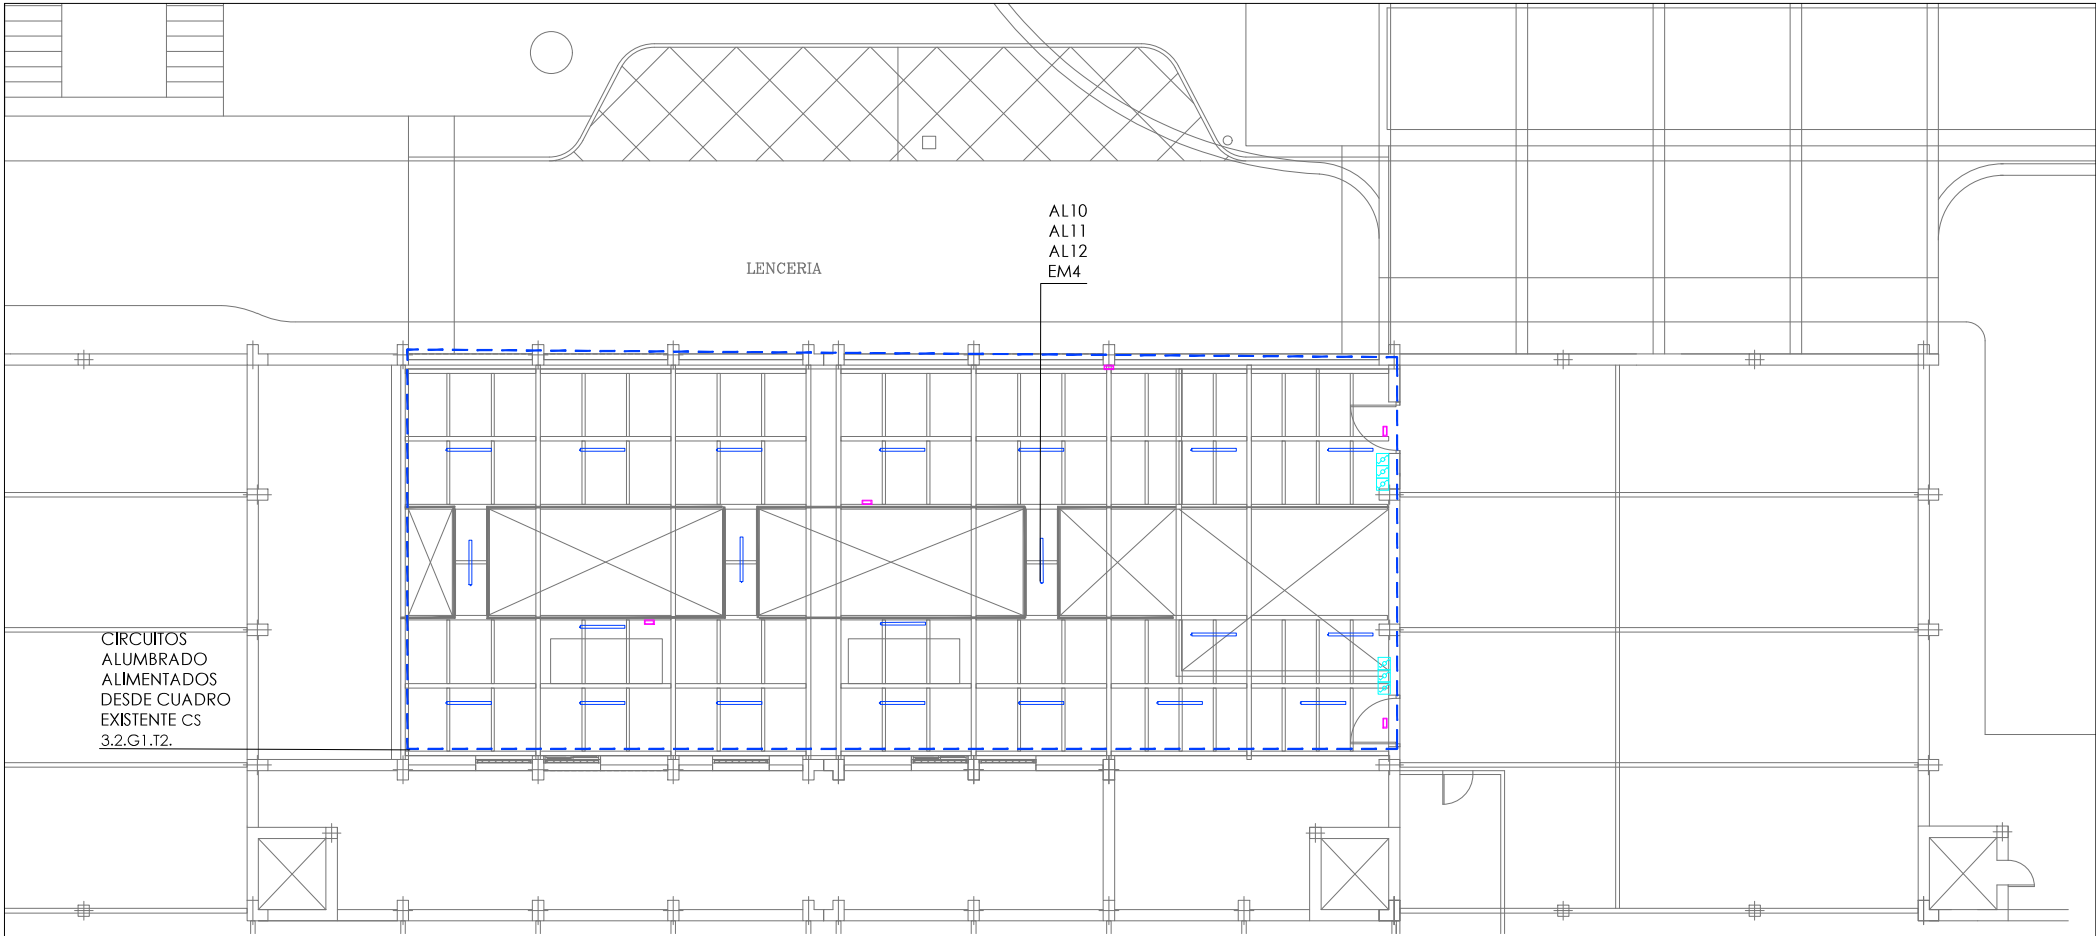 AL10
AL11
AL12
EM4
LENCERIA
CIRCUITOS
ALUMBRADO
ALIMENTADOS
DESDE CUADRO
EXISTENTE CS
3.2.G1.T2.